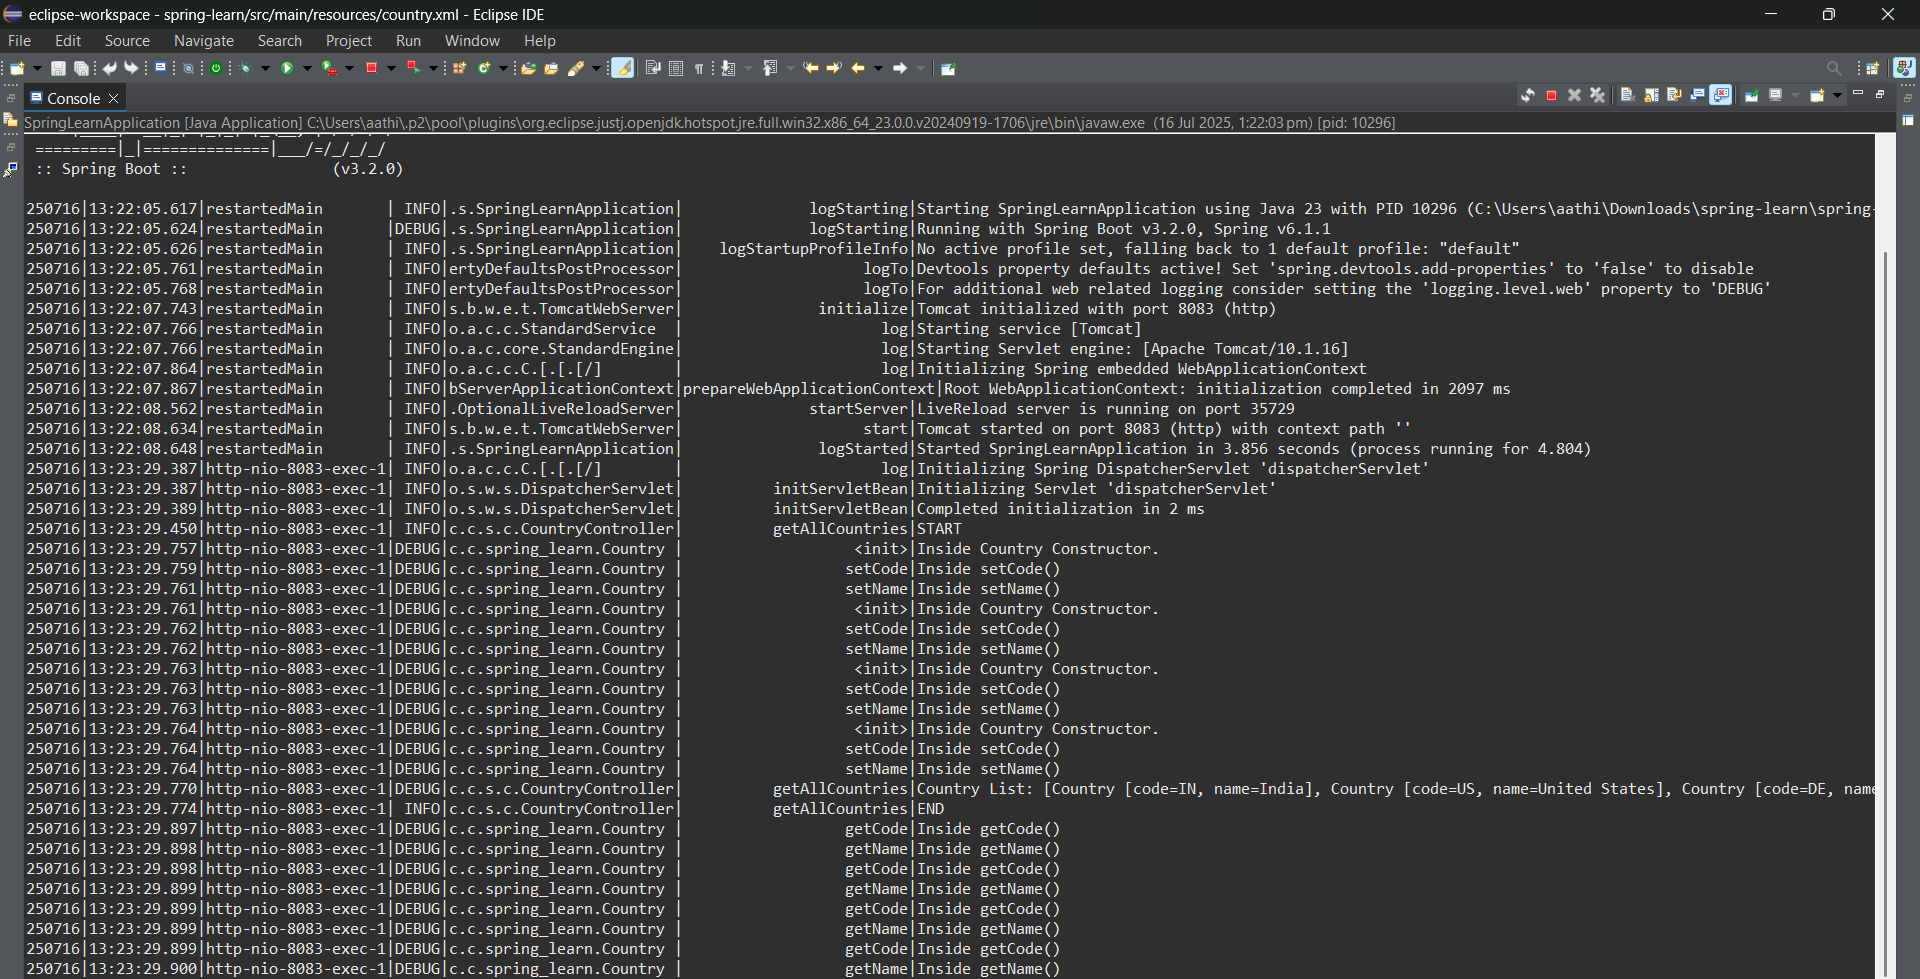 eclipse-workspace - spring-learn/src/main/resources/country.xml - Eclipse IDE
File Edit Source Navigate Search Project Run Window Help
Console
SpringLearnApplication [Java Application] C:\Users\aathi\.p2\pool\plugins\org.eclipse.justj.openjdk.hotspot.jre.full.win32.x86_64_23.0.0.v20240919-1706\jre\bin\javaw.exe (16 Jul 2025, 1:22:03 pm) [pid: 10296]
=========|_|==============|___/=/_/_/_/
:: Spring Boot :: (v3.2.0)
250716|13:22:05.617|restartedMain | INFO|.s.SpringLearnApplication| logStarting|Starting SpringLearnApplication using Java 23 with PID 10296 (C:\Users\aathi\Downloads\spring-learn\spring-
250716|13:22:05.624|restartedMain |DEBUG|.s.SpringLearnApplication| logStarting|Running with Spring Boot v3.2.0, Spring v6.1.1
250716|13:22:05.626|restartedMain | INFO|.s.SpringLearnApplication| logStartupProfileInfo|No active profile set, falling back to 1 default profile: "default"
250716|13:22:05.761|restartedMain | INFO|ertyDefaultsPostProcessor| logTo|Devtools property defaults active! Set 'spring.devtools.add-properties' to 'false' to disable
250716|13:22:05.768|restartedMain | INFO|ertyDefaultsPostProcessor| logTo|For additional web related logging consider setting the 'logging.level.web' property to 'DEBUG'
250716|13:22:07.743|restartedMain | INFO|s.b.w.e.t.TomcatWebServer| initialize|Tomcat initialized with port 8083 (http)
250716|13:22:07.766|restartedMain | INFO|o.a.c.c.StandardService | log|Starting service [Tomcat]
250716|13:22:07.766|restartedMain | INFO|o.a.c.core.StandardEngine| log|Starting Servlet engine: [Apache Tomcat/10.1.16]
250716|13:22:07.864|restartedMain | INFO|o.a.c.c.C.[.[.[/] | log|Initializing Spring embedded WebApplicationContext
250716|13:22:07.867|restartedMain | INFO|bServerApplicationContext|prepareWebApplicationContext|Root WebApplicationContext: initialization completed in 2097 ms
250716|13:22:08.562|restartedMain | INFO|.OptionalLiveReloadServer| startServer|LiveReload server is running on port 35729
250716|13:22:08.634|restartedMain | INFO|s.b.w.e.t.TomcatWebServer| start|Tomcat started on port 8083 (http) with context path ''
250716|13:22:08.648|restartedMain | INFO|.s.SpringLearnApplication| logStarted|Started SpringLearnApplication in 3.856 seconds (process running for 4.804)
250716|13:23:29.387|http-nio-8083-exec-1| INFO|o.a.c.c.C.[.[.[/] | log|Initializing Spring DispatcherServlet 'dispatcherServlet'
250716|13:23:29.387|http-nio-8083-exec-1| INFO|o.s.w.s.DispatcherServlet| initServletBean|Initializing Servlet 'dispatcherServlet'
250716|13:23:29.389|http-nio-8083-exec-1| INFO|o.s.w.s.DispatcherServlet| initServletBean|Completed initialization in 2 ms
250716|13:23:29.450|http-nio-8083-exec-1| INFO|c.c.s.c.CountryController| getAllCountries|START
250716|13:23:29.757|http-nio-8083-exec-1|DEBUG|c.c.spring_learn.Country | <init>|Inside Country Constructor.
250716|13:23:29.759|http-nio-8083-exec-1|DEBUG|c.c.spring_learn.Country | setCode|Inside setCode()
250716|13:23:29.761|http-nio-8083-exec-1|DEBUG|c.c.spring_learn.Country | setName|Inside setName()
250716|13:23:29.761|http-nio-8083-exec-1|DEBUG|c.c.spring_learn.Country | <init>|Inside Country Constructor.
250716|13:23:29.762|http-nio-8083-exec-1|DEBUG|c.c.spring_learn.Country | setCode|Inside setCode()
250716|13:23:29.762|http-nio-8083-exec-1|DEBUG|c.c.spring_learn.Country | setName|Inside setName()
250716|13:23:29.763|http-nio-8083-exec-1|DEBUG|c.c.spring_learn.Country | <init>|Inside Country Constructor.
250716|13:23:29.763|http-nio-8083-exec-1|DEBUG|c.c.spring_learn.Country | setCode|Inside setCode()
250716|13:23:29.763|http-nio-8083-exec-1|DEBUG|c.c.spring_learn.Country | setName|Inside setName()
250716|13:23:29.764|http-nio-8083-exec-1|DEBUG|c.c.spring_learn.Country | <init>|Inside Country Constructor.
250716|13:23:29.764|http-nio-8083-exec-1|DEBUG|c.c.spring_learn.Country | setCode|Inside setCode()
250716|13:23:29.764|http-nio-8083-exec-1|DEBUG|c.c.spring_learn.Country | setName|Inside setName()
250716|13:23:29.770|http-nio-8083-exec-1|DEBUG|c.c.s.c.CountryController| getAllCountries|Country List: [Country [code=IN, name=India], Country [code=US, name=United States], Country [code=DE, name
250716|13:23:29.774|http-nio-8083-exec-1| INFO|c.c.s.c.CountryController| getAllCountries|END
250716|13:23:29.897|http-nio-8083-exec-1|DEBUG|c.c.spring_learn.Country | getCode|Inside getCode()
250716|13:23:29.898|http-nio-8083-exec-1|DEBUG|c.c.spring_learn.Country | getName|Inside getName()
250716|13:23:29.898|http-nio-8083-exec-1|DEBUG|c.c.spring_learn.Country | getCode|Inside getCode()
250716|13:23:29.899|http-nio-8083-exec-1|DEBUG|c.c.spring_learn.Country | getName|Inside getName()
250716|13:23:29.899|http-nio-8083-exec-1|DEBUG|c.c.spring_learn.Country | getCode|Inside getCode()
250716|13:23:29.899|http-nio-8083-exec-1|DEBUG|c.c.spring_learn.Country | getName|Inside getName()
250716|13:23:29.899|http-nio-8083-exec-1|DEBUG|c.c.spring_learn.Country | getCode|Inside getCode()
250716|13:23:29.900|http-nio-8083-exec-1|DEBUG|c.c.spring_learn.Country | getName|Inside getName()